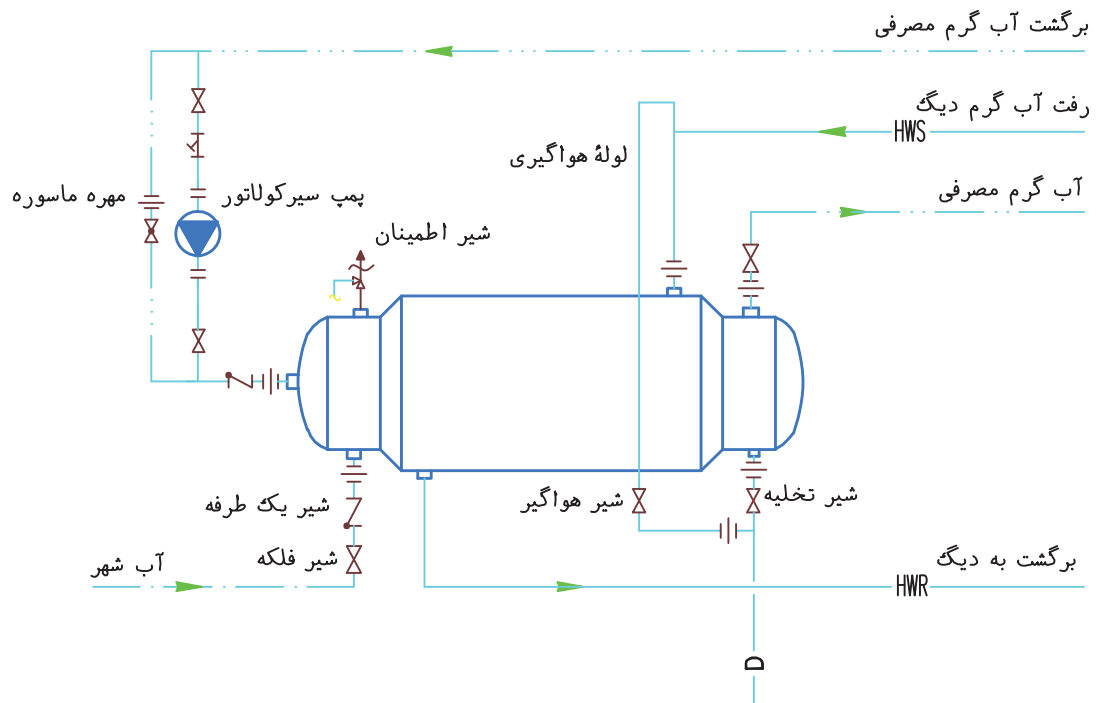 برگشت آب گرم مصرفی
رفت آب گرم دیگ
HWS
لولهٔ هواگیری
آب گرم مصرفی
مهره ماسوره
پمپ سیرکولاتور
شیر اطمینان
شیر تخلیه
شیر هواگیر
شیر یک طرفه
شیر فلکه
آب شهر
برگشت به دیگ
HWR
D